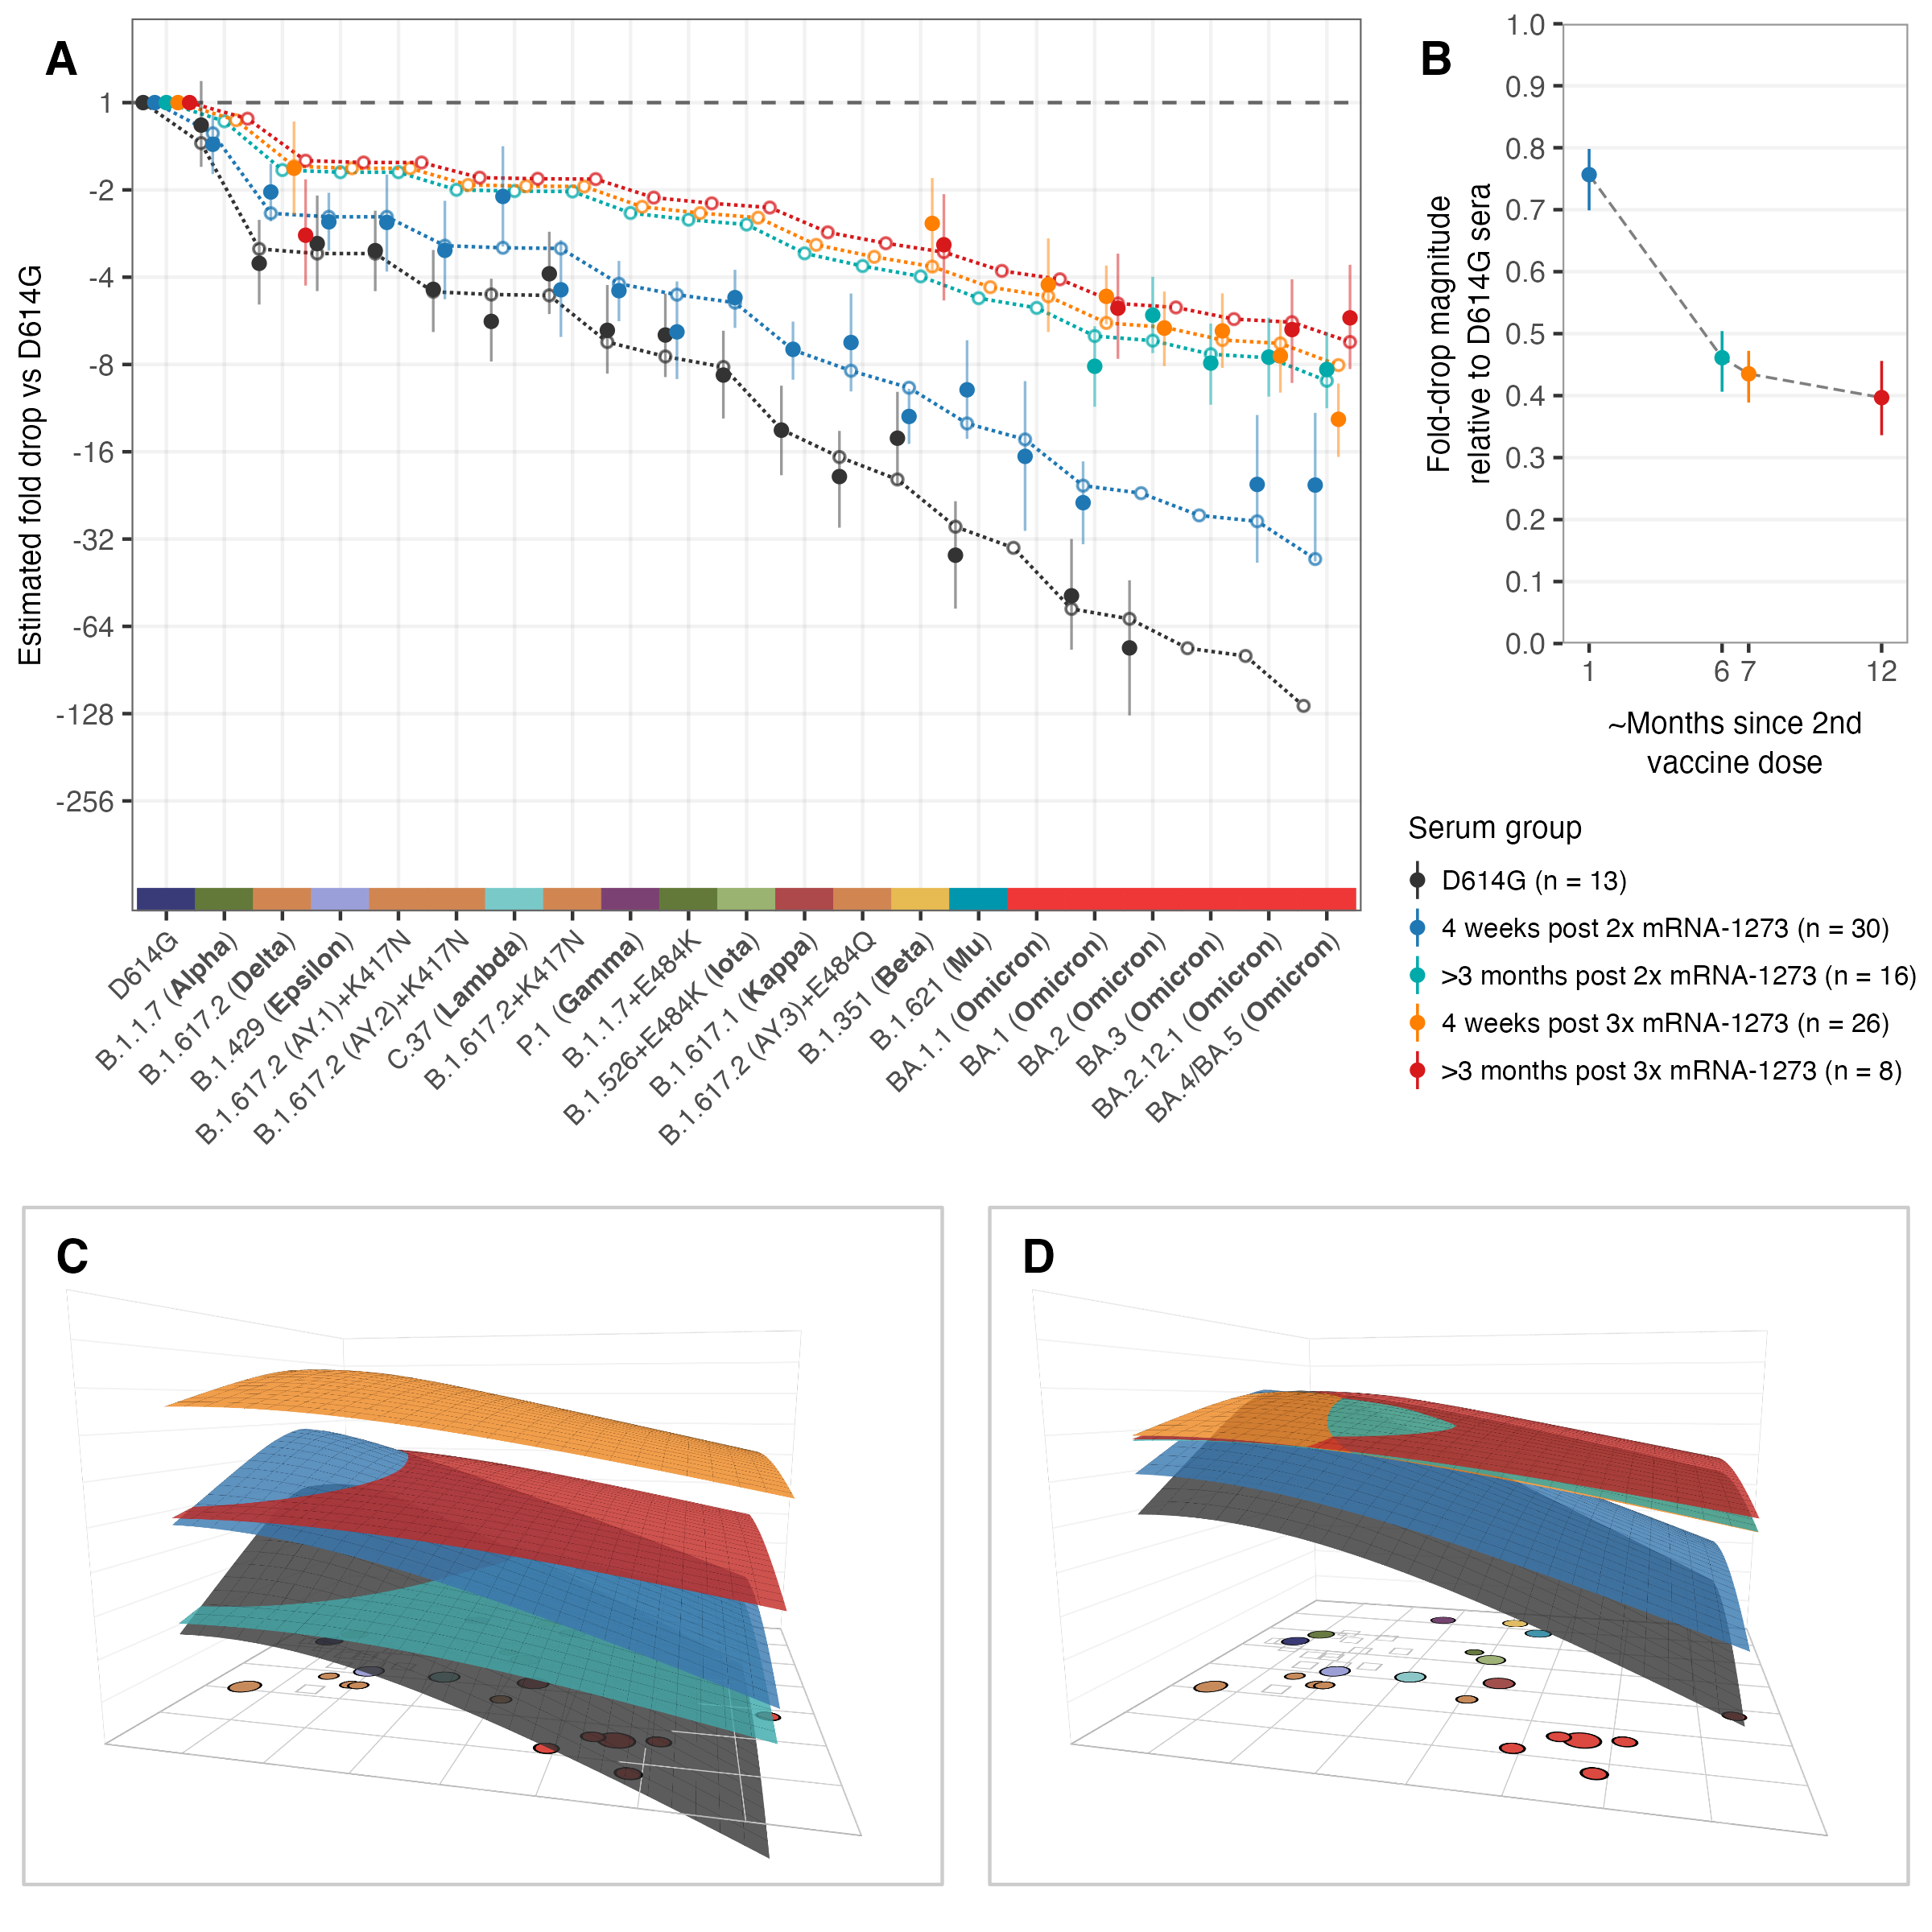 A
Estimated fold drop vs D614G
1
-2
-4
-8
-16
-32
-64
-128
-256
D614G
B.1.1.7 (Alpha)
B.1.617.2 (Delta)
B.1.429 (Epsilon)
B.1.617.2 (AY.1)+K417N
B.1.617.2 (AY.2)+K417N
C.37 (Lambda)
B.1.617.2+K417N
P.1 (Gamma)
B.1.1.7+E484K
B.1.526+E484K (Iota)
B.1.617.1 (Kappa)
B.1.617.2 (AY.3)+E484Q
B.1.351 (Beta)
B.1.621 (Mu)
BA.1.1 (Omicron)
BA.1 (Omicron)
BA.2 (Omicron)
BA.3 (Omicron)
BA.2.12.1 (Omicron)
BA.4/BA.5 (Omicron)
B
Fold-drop magnitude
relative to D614G sera
1.0
0.9
0.8
0.7
0.6
0.5
0.4
0.3
0.2
0.1
0.0
1 6 7 12
~Months since 2nd
vaccine dose
Serum group
D614G (n = 13)
4 weeks post 2x mRNA-1273 (n = 30)
>3 months post 2x mRNA-1273 (n = 16)
4 weeks post 3x mRNA-1273 (n = 26)
>3 months post 3x mRNA-1273 (n = 8)
C
D